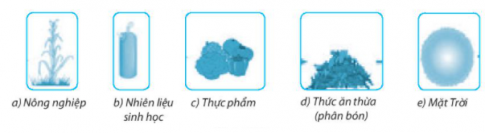 a) Nông nghiệp
b) Nhiên liệu
sinh học
c) Thực phẩm
d) Thức ăn thừa
(phân bón)
e) Mặt Trời